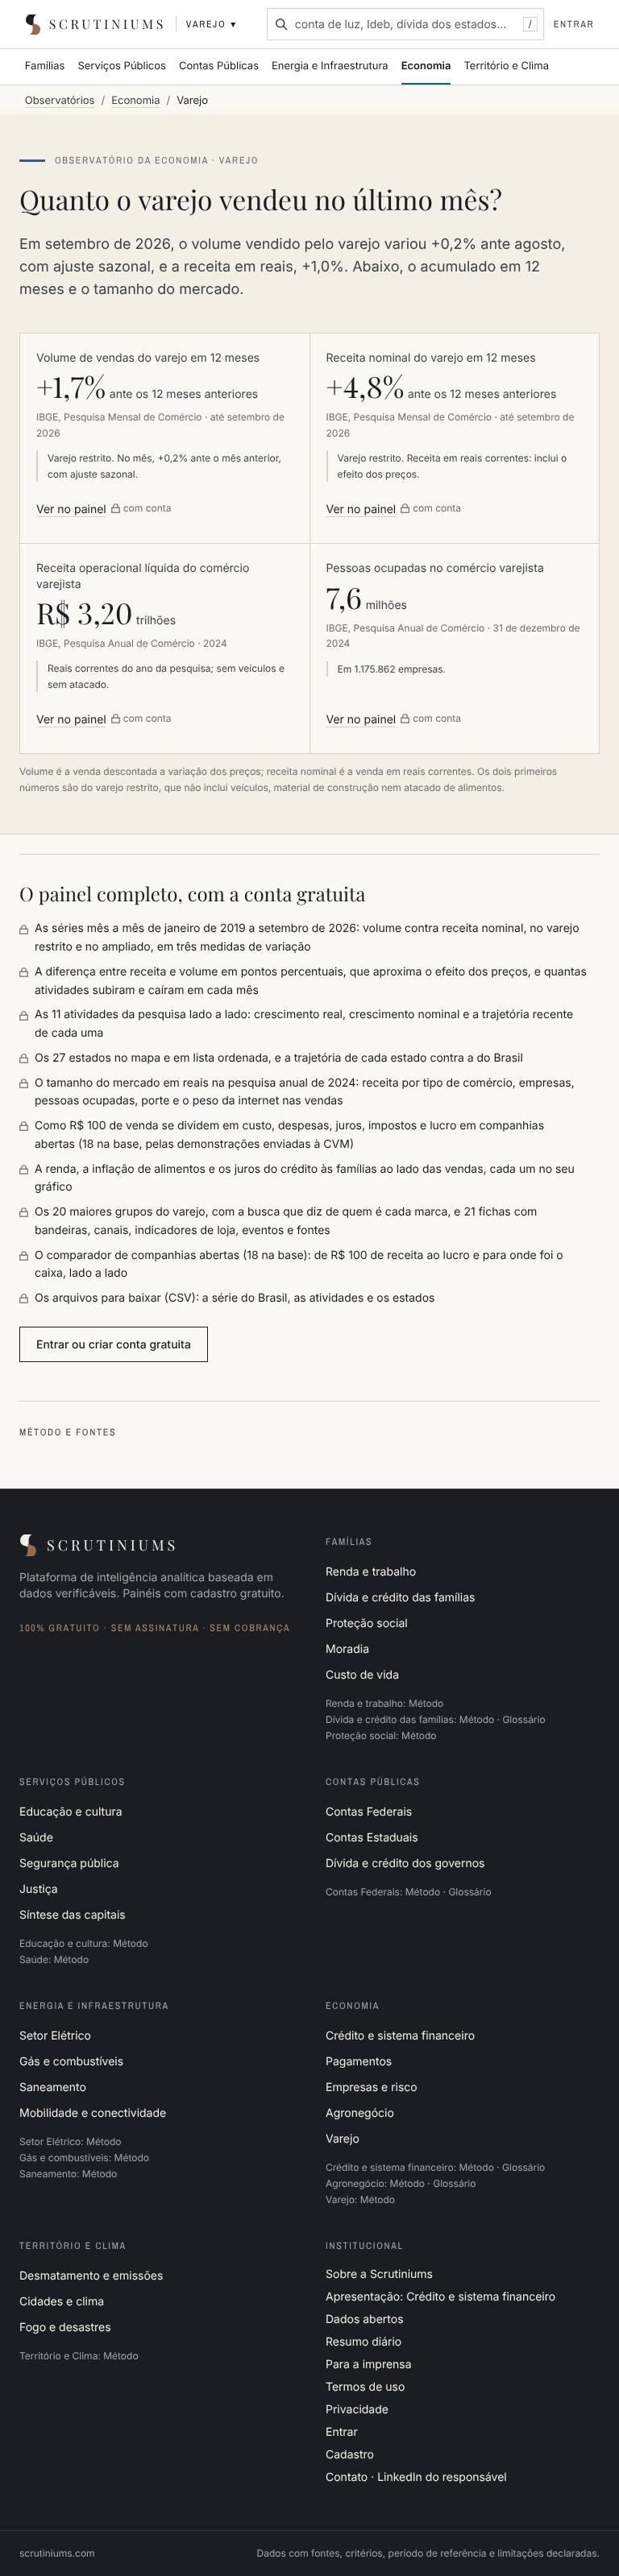 SCRUTINIUMS
VAREJO ▾
conta de luz, Ideb, dívida dos estados...
/
ENTRAR
Famílias Serviços Públicos Contas Públicas Energia e Infraestrutura Economia Território e Clima
Observatórios / Economia / Varejo
OBSERVATÓRIO DA ECONOMIA · VAREJO
Quanto o varejo vendeu no último mês?
Em setembro de 2026, o volume vendido pelo varejo variou +0,2% ante agosto,
com ajuste sazonal, e a receita em reais, +1,0%. Abaixo, o acumulado em 12
meses e o tamanho do mercado.
Volume de vendas do varejo em 12 meses
+1,7% ante os 12 meses anteriores
IBGE, Pesquisa Mensal de Comércio · até setembro de
2026
Varejo restrito. No mês, +0,2% ante o mês anterior,
com ajuste sazonal.
Ver no painel com conta
Receita nominal do varejo em 12 meses
+4,8% ante os 12 meses anteriores
IBGE, Pesquisa Mensal de Comércio · até setembro de
2026
Varejo restrito. Receita em reais correntes: inclui o
efeito dos preços.
Ver no painel com conta
Receita operacional líquida do comércio
varejista
R$ 3,20 trilhões
IBGE, Pesquisa Anual de Comércio · 2024
Reais correntes do ano da pesquisa; sem veículos e
sem atacado.
Ver no painel com conta
Pessoas ocupadas no comércio varejista
7,6 milhões
IBGE, Pesquisa Anual de Comércio · 31 de dezembro de
2024
Em 1.175.862 empresas.
Ver no painel com conta
Volume é a venda descontada a variação dos preços; receita nominal é a venda em reais correntes. Os dois primeiros
números são do varejo restrito, que não inclui veículos, material de construção nem atacado de alimentos.
O painel completo, com a conta gratuita
As séries mês a mês de janeiro de 2019 a setembro de 2026: volume contra receita nominal, no varejo
restrito e no ampliado, em três medidas de variação
A diferença entre receita e volume em pontos percentuais, que aproxima o efeito dos preços, e quantas
atividades subiram e caíram em cada mês
As 11 atividades da pesquisa lado a lado: crescimento real, crescimento nominal e a trajetória recente
de cada uma
Os 27 estados no mapa e em lista ordenada, e a trajetória de cada estado contra a do Brasil
O tamanho do mercado em reais na pesquisa anual de 2024: receita por tipo de comércio, empresas,
pessoas ocupadas, porte e o peso da internet nas vendas
Como R$ 100 de venda se dividem em custo, despesas, juros, impostos e lucro em companhias
abertas (18 na base, pelas demonstrações enviadas à CVM)
A renda, a inflação de alimentos e os juros do crédito às famílias ao lado das vendas, cada um no seu
gráfico
Os 20 maiores grupos do varejo, com a busca que diz de quem é cada marca, e 21 fichas com
bandeiras, canais, indicadores de loja, eventos e fontes
O comparador de companhias abertas (18 na base): de R$ 100 de receita ao lucro e para onde foi o
caixa, lado a lado
Os arquivos para baixar (CSV): a série do Brasil, as atividades e os estados
Entrar ou criar conta gratuita
MÉTODO E FONTES
SCRUTINIUMS
Plataforma de inteligência analítica baseada em
dados verificáveis. Painéis com cadastro gratuito.
100% GRATUITO · SEM ASSINATURA · SEM COBRANÇA
FAMÍLIAS
Renda e trabalho
Dívida e crédito das famílias
Proteção social
Moradia
Custo de vida
Renda e trabalho: Método
Dívida e crédito das famílias: Método · Glossário
Proteção social: Método
SERVIÇOS PÚBLICOS
Educação e cultura
Saúde
Segurança pública
Justiça
Síntese das capitais
Educação e cultura: Método
Saúde: Método
CONTAS PÚBLICAS
Contas Federais
Contas Estaduais
Dívida e crédito dos governos
Contas Federais: Método · Glossário
ENERGIA E INFRAESTRUTURA
Setor Elétrico
Gás e combustíveis
Saneamento
Mobilidade e conectividade
Setor Elétrico: Método
Gás e combustíveis: Método
Saneamento: Método
ECONOMIA
Crédito e sistema financeiro
Pagamentos
Empresas e risco
Agronegócio
Varejo
Crédito e sistema financeiro: Método · Glossário
Agronegócio: Método · Glossário
Varejo: Método
TERRITÓRIO E CLIMA
Desmatamento e emissões
Cidades e clima
Fogo e desastres
Território e Clima: Método
INSTITUCIONAL
Sobre a Scrutiniums
Apresentação: Crédito e sistema financeiro
Dados abertos
Resumo diário
Para a imprensa
Termos de uso
Privacidade
Entrar
Cadastro
Contato · LinkedIn do responsável
scrutiniums.com
Dados com fontes, critérios, período de referência e limitações declaradas.